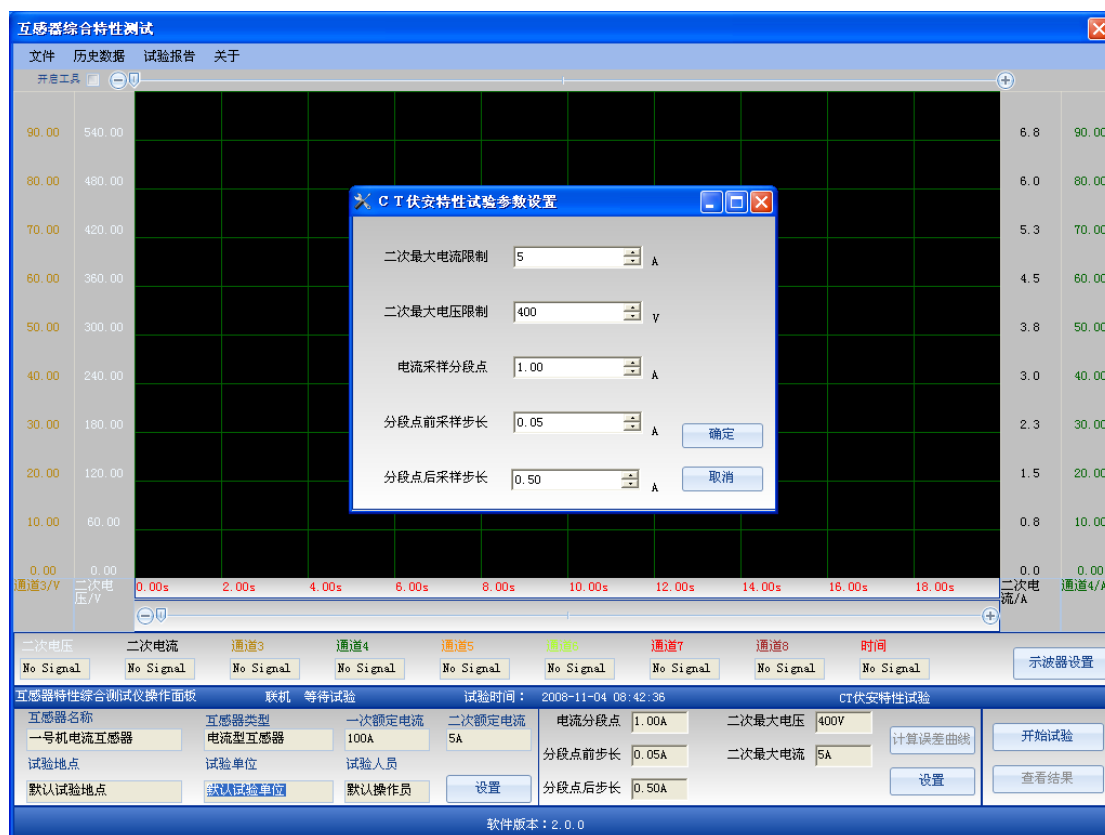 互感器综合特性测试
文件 历史数据 试验报告 关于
开启工具
90.00 540.00 6.8 90.00
80.00 480.00 6.0 80.00
CT伏安特性试验参数设置
70.00 420.00 5.3 70.00
二次最大电流限制 5 A
60.00 360.00 4.5 60.00
二次最大电压限制 400 V
50.00 300.00 3.8 50.00
电流采样分段点 1.00 A
40.00 240.00 3.0 40.00
分段点前采样步长 0.05 A
30.00 180.00 2.3 30.00
确定
分段点后采样步长 0.50 A
取消
20.00 120.00 1.5 20.00
10.00 60.00 0.8 10.00
0.00 0.00 0.0 0.00
通道3/V 二次电压/V 0.00s 2.00s 4.00s 6.00s 8.00s 10.00s 12.00s 14.00s 16.00s 18.00s 二次电流/A 通道4/A
二次电压 二次电流 通道3 通道4 通道5 通道6 通道7 通道8 时间
No Signal No Signal No Signal No Signal No Signal No Signal No Signal No Signal No Signal
示波器设置
互感器特性综合测试仪操作面板 联机 等待试验 试验时间: 2008-11-04 08:42:36 CT伏安特性试验
互感器名称 互感器类型 一次额定电流 二次额定电流 电流分段点 1.00A 二次最大电压 400V
一号机电流互感器 电流型互感器 100A 5A 计算误差曲线 开始试验
试验地点 试验单位 试验人员 分段点前步长 0.05A 二次最大电流 5A
默认试验地点 默认试验单位 默认操作员 设置 分段点后步长 0.50A 设置 查看结果
软件版本:2.0.0